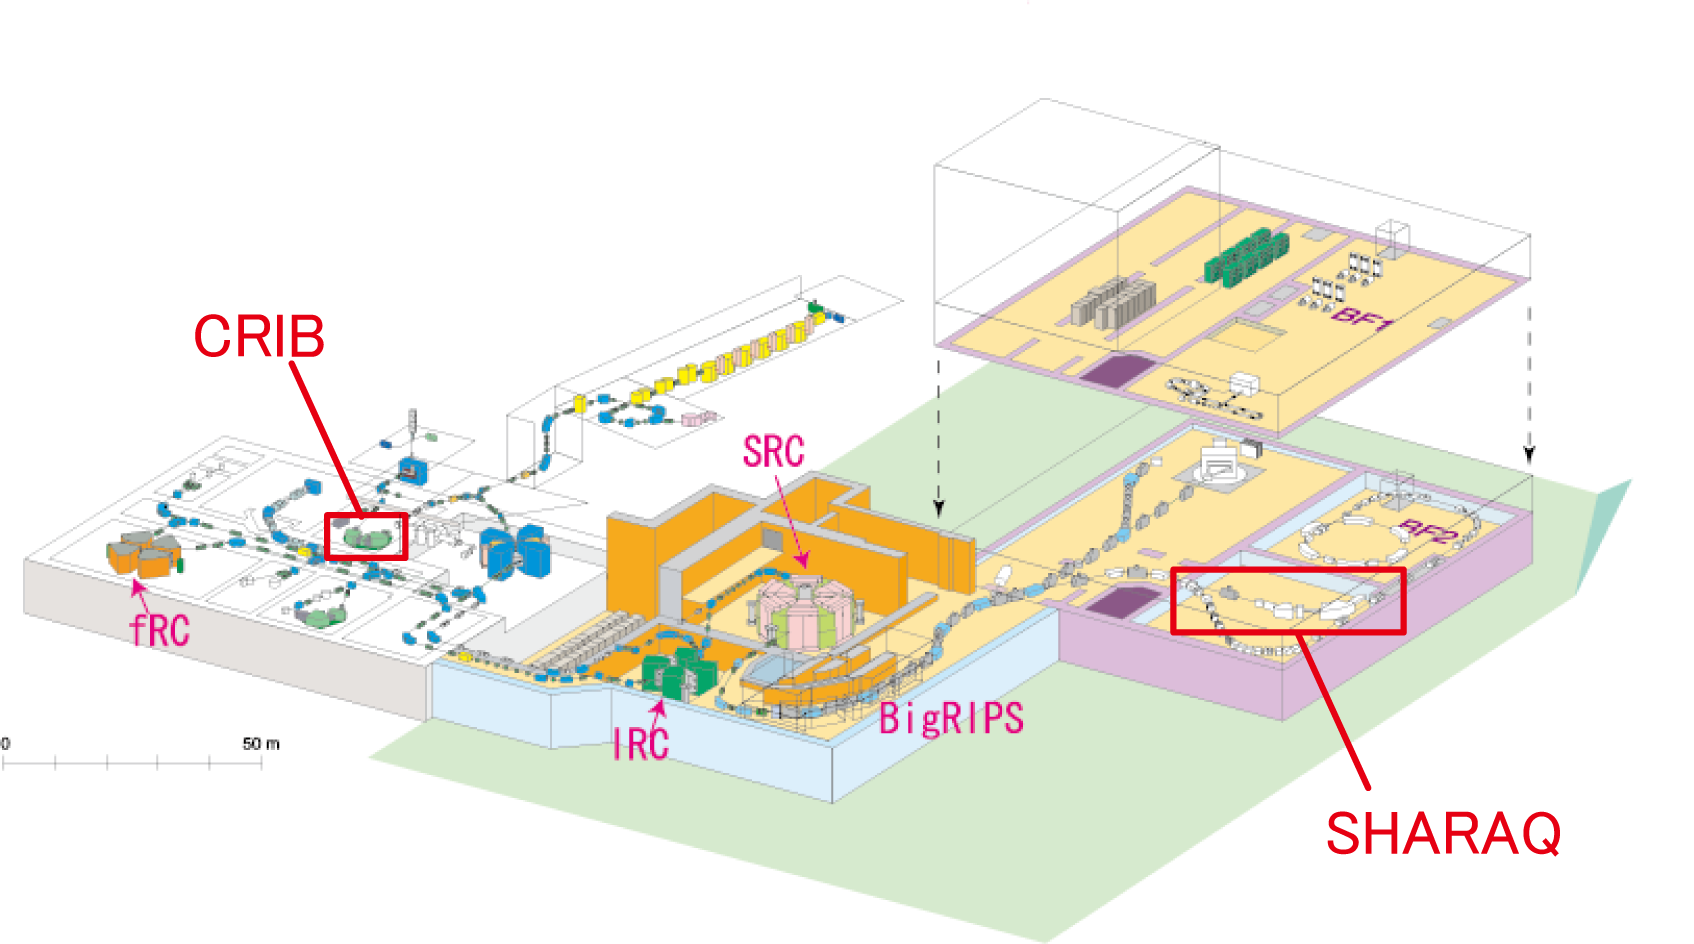 CRIB
BF1
SRC
BF2
fRC
BigRIPS
IRC
0
50 m
SHARAQ